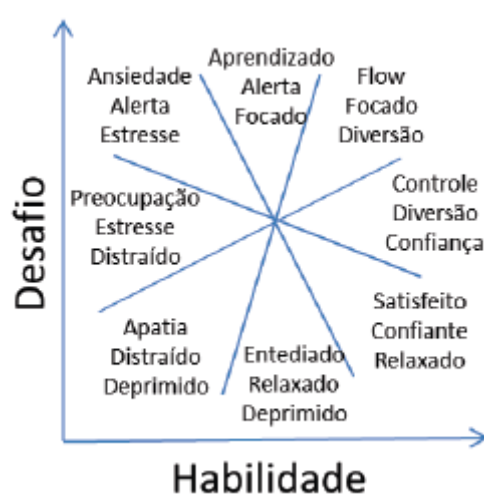 Ansiedade
Alerta
Estresse
Aprendizado
Alerta
Focado
Flow
Focado
Diversão
Preocupação
Estresse
Distraído
Controle
Diversão
Confiança
Apatia
Distraído
Deprimido
Entediado
Relaxado
Deprimido
Satisfeito
Confiante
Relaxado
Desafio
Habilidade